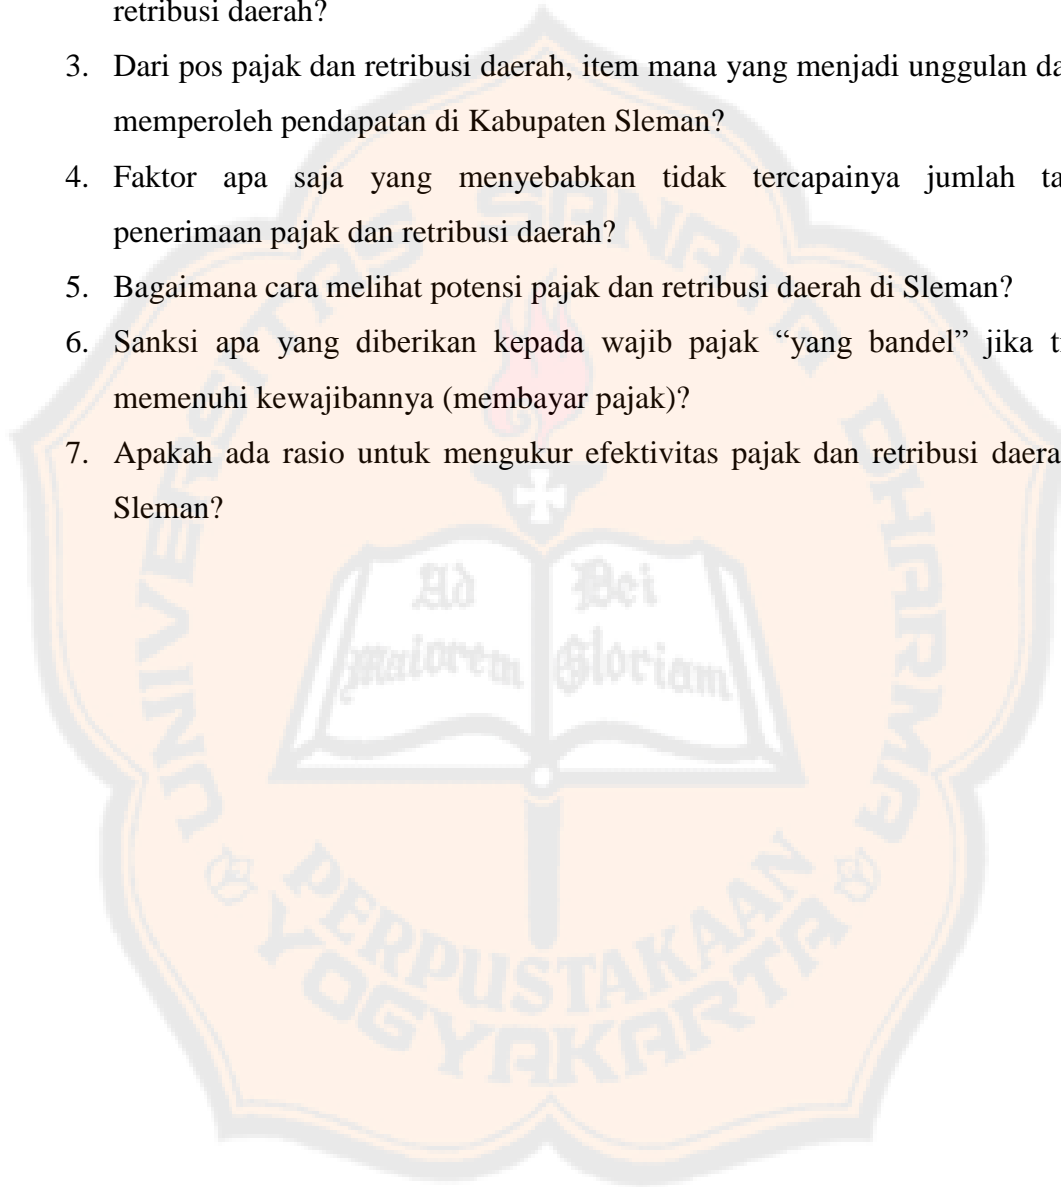 retribusi daerah?
3. Dari pos pajak dan retribusi daerah, item mana yang menjadi unggulan da
memperoleh pendapatan di Kabupaten Sleman?
4. Faktor apa saja yang menyebabkan tidak tercapainya jumlah ta
penerimaan pajak dan retribusi daerah?
5. Bagaimana cara melihat potensi pajak dan retribusi daerah di Sleman?
6. Sanksi apa yang diberikan kepada wajib pajak “yang bandel” jika ti
memenuhi kewajibannya (membayar pajak)?
7. Apakah ada rasio untuk mengukur efektivitas pajak dan retribusi daera
Sleman?
UNIVERSITAS SANATA DHARMA
Ad Dei
Maiorem Gloriam
PERPUSTAKAAN
YOGYAKARTA